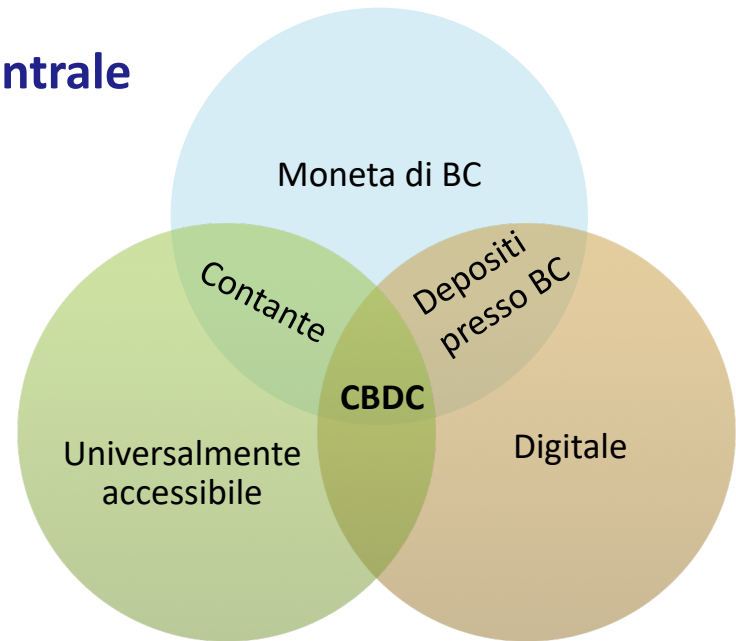 ntrale
Moneta di BC
Contante
Depositi
presso BC
CBDC
Universalmente
accessibile
Digitale